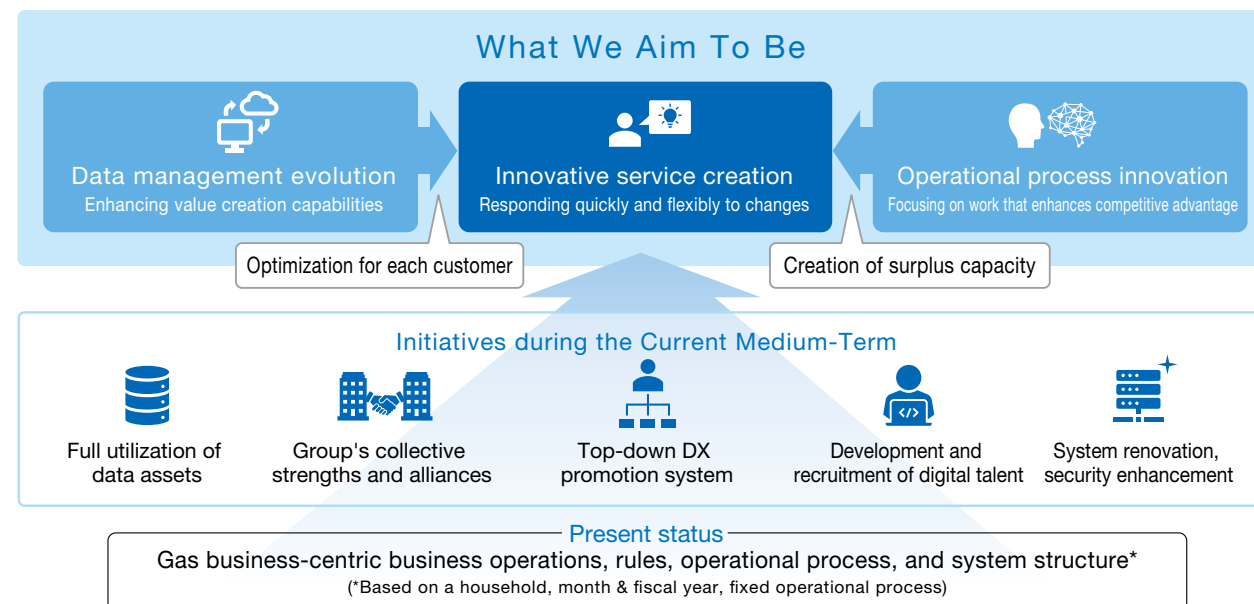 What We Aim To Be
Data management evolution
Enhancing value creation capabilities
Innovative service creation
Responding quickly and flexibly to changes
Operational process innovation
Focusing on work that enhances competitive advantage
Optimization for each customer
Creation of surplus capacity
Initiatives during the Current Medium-Term
Full utilization of
data assets
Group's collective
strengths and alliances
Top-down DX
promotion system
</>
Development and
recruitment of digital talent
System renovation,
security enhancement
Present status
Gas business-centric business operations, rules, operational process, and system structure*
(*Based on a household, month & fiscal year, fixed operational process)